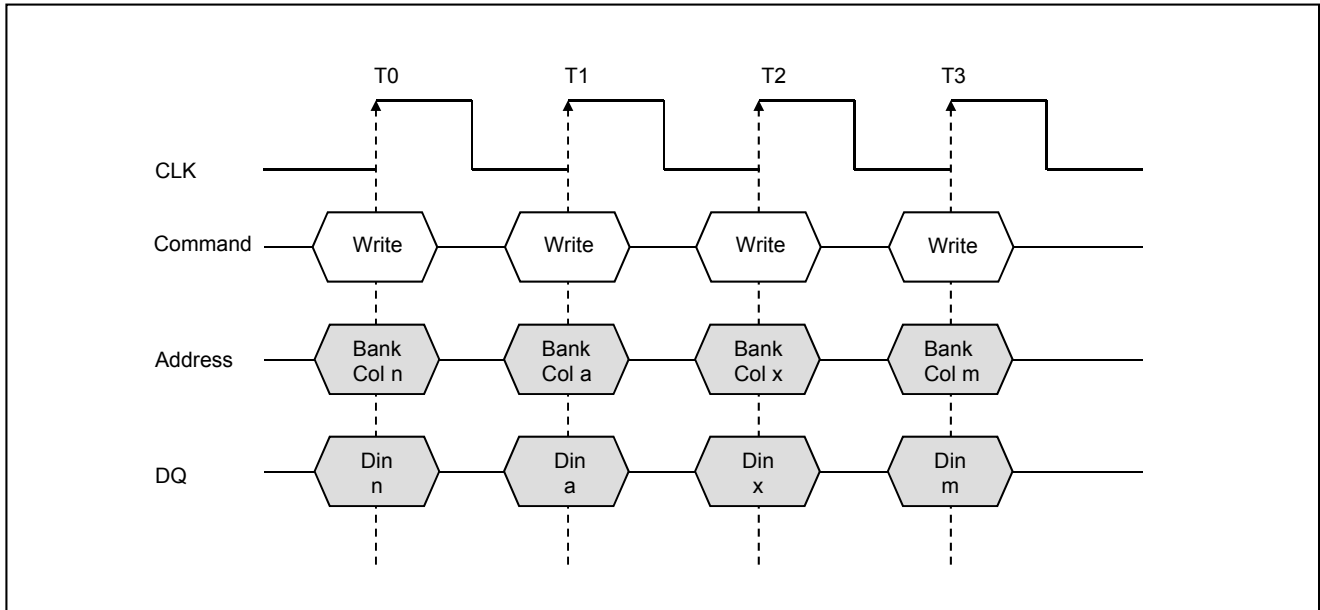 T0 T1 T2 T3
CLK
Command Write Write Write Write
Address Bank Bank Bank Bank
Col n Col a Col x Col m
DQ Din Din Din Din
n a x m